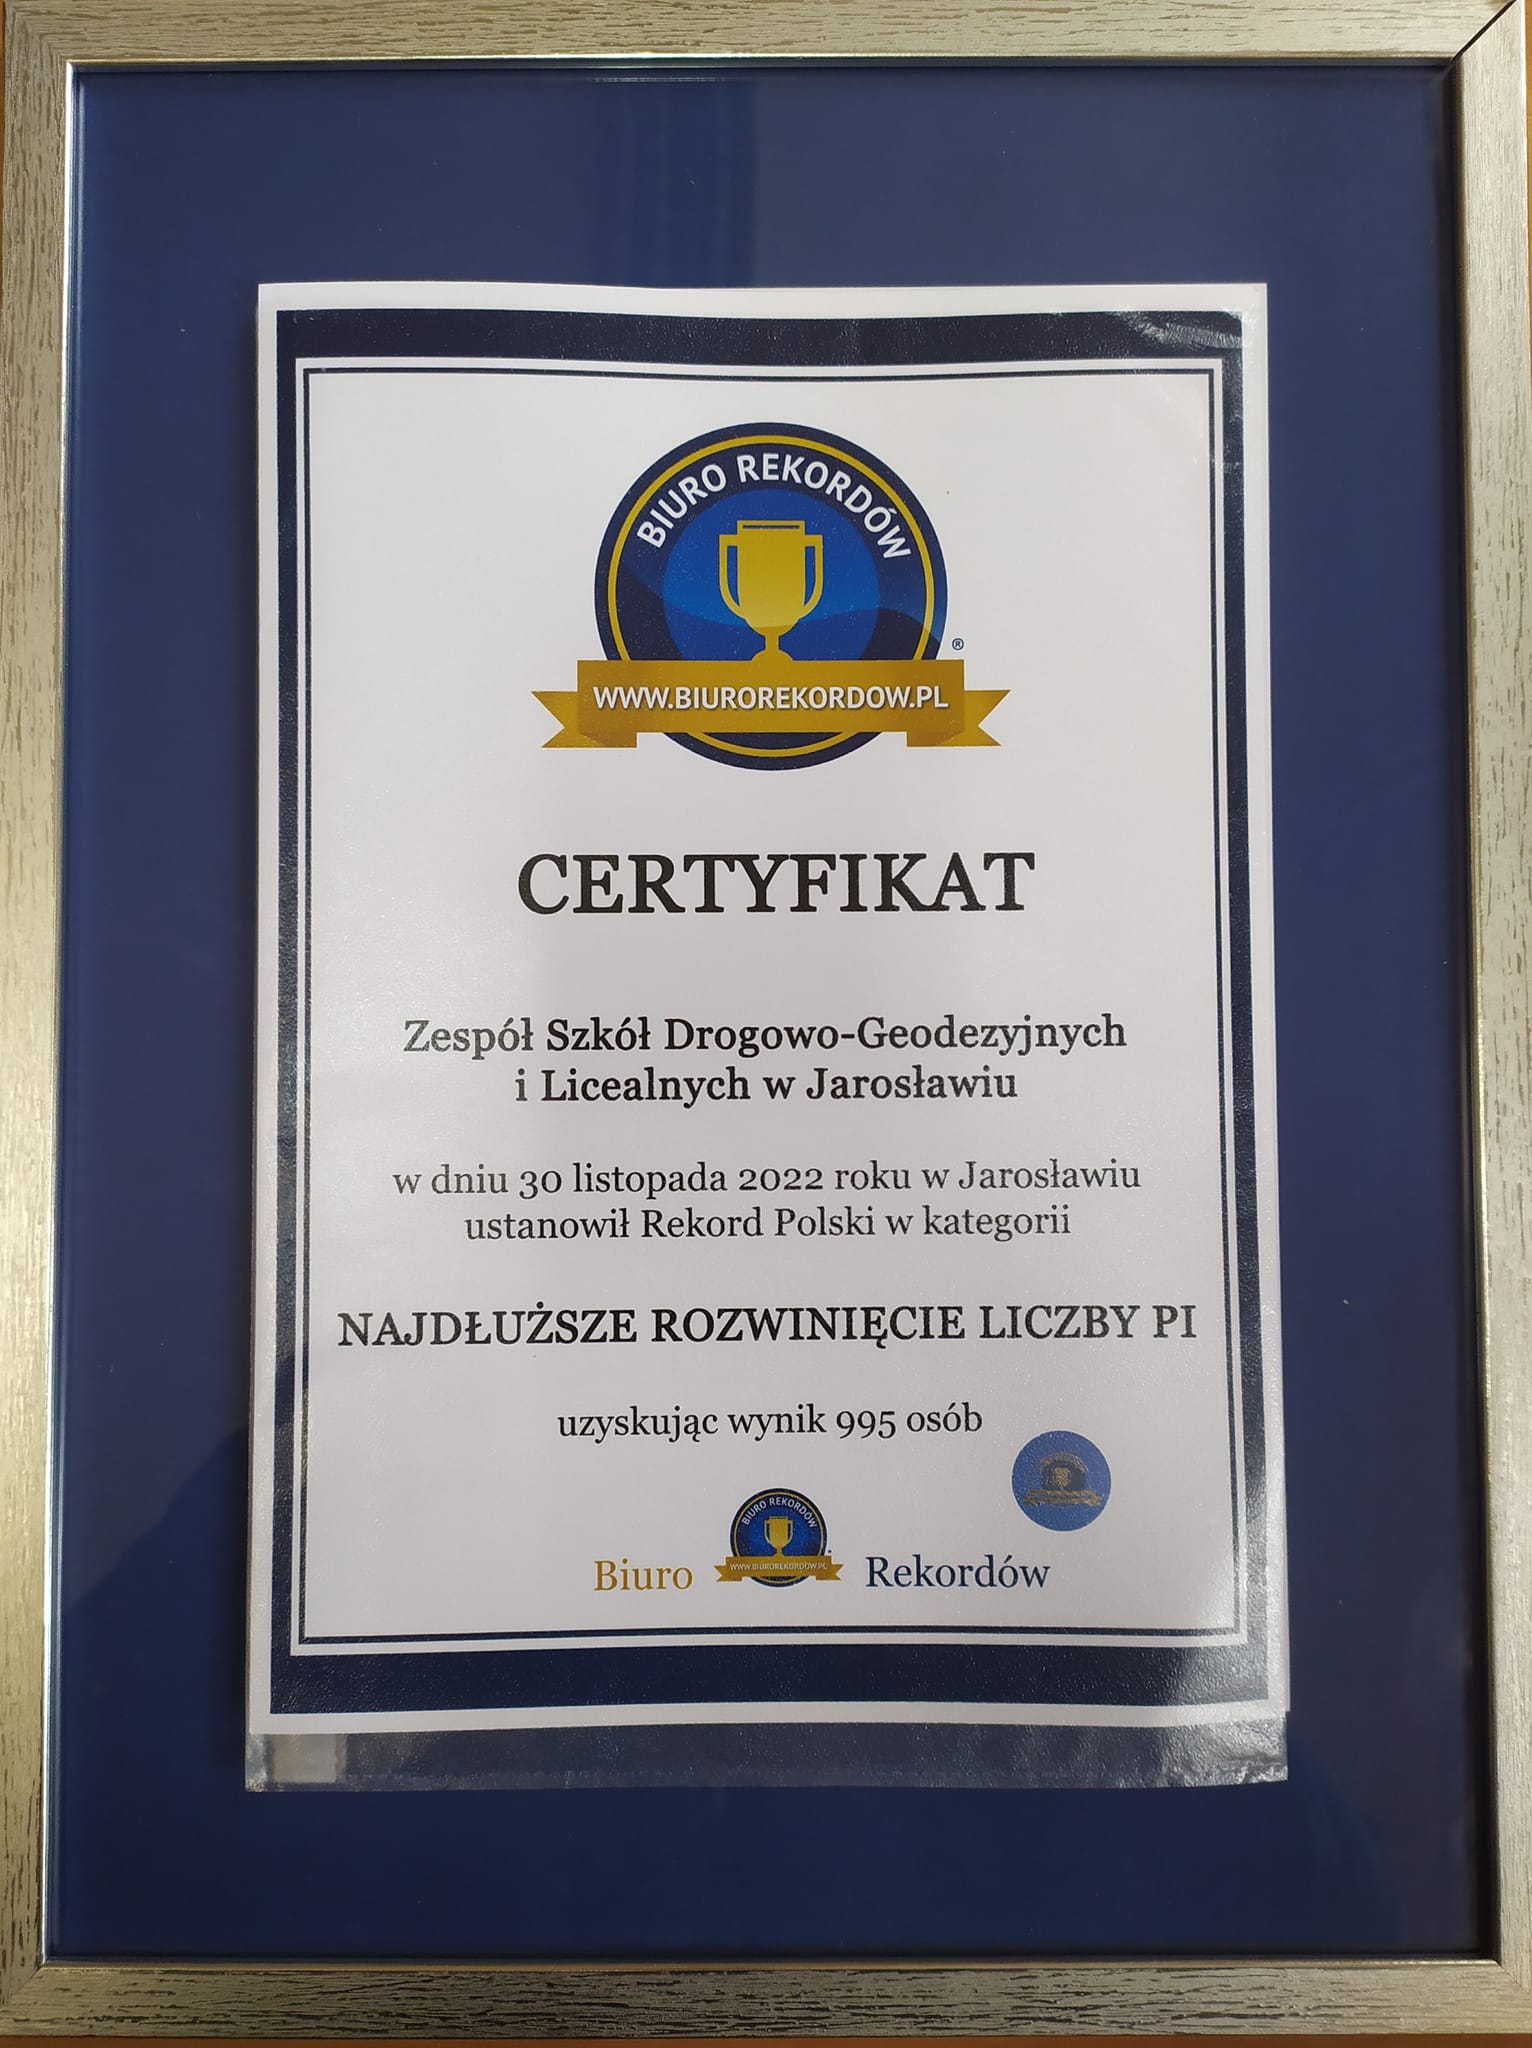 BIURO REKORDÓW
®
WWW.BIUROREKORDOW.PL
CERTYFIKAT
Zespół Szkół Drogowo-Geodezyjnych
i Licealnych w Jarosławiu
w dniu 30 listopada 2022 roku w Jarosławiu
ustanowił Rekord Polski w kategorii
NAJDŁUŻSZE ROZWINIĘCIE LICZBY PI
uzyskując wynik 995 osób
BIURO REKORDÓW
WWW.BIUROREKORDOW.PL
Biuro Rekordów